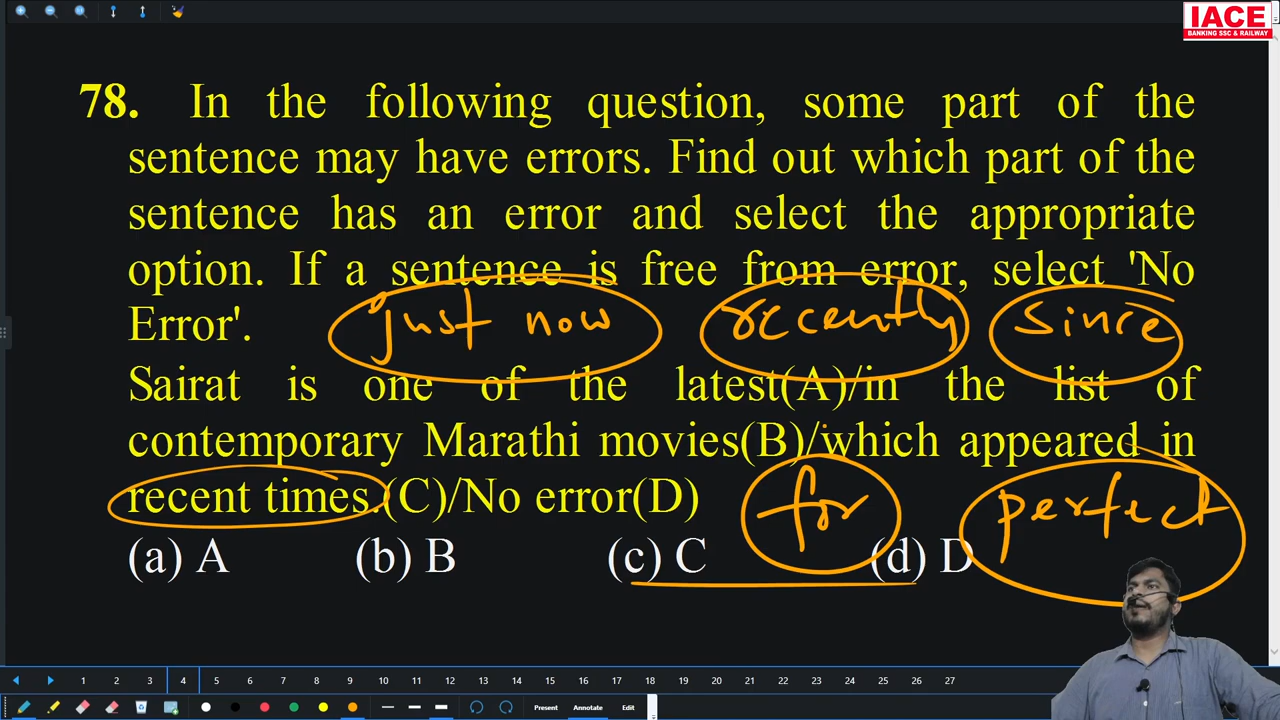 IACE
BANKING SSC & RAILWAY
78. In the following question, some part of the
sentence may have errors. Find out which part of the
sentence has an error and select the appropriate
option. If a sentence is free from error, select 'No
Error'.
just now recently since
Sairat is one of the latest(A)/in the list of
contemporary Marathi movies(B)/which appeared in
recent times.(C)/No error(D)
for perfect
(a) A (b) B (c) C (d) D
1 2 3 4 5 6 7 8 9 10 11 12 13 14 15 16 17 18 19 20 21 22 23 24 25 26 27
Present Annotate Edit